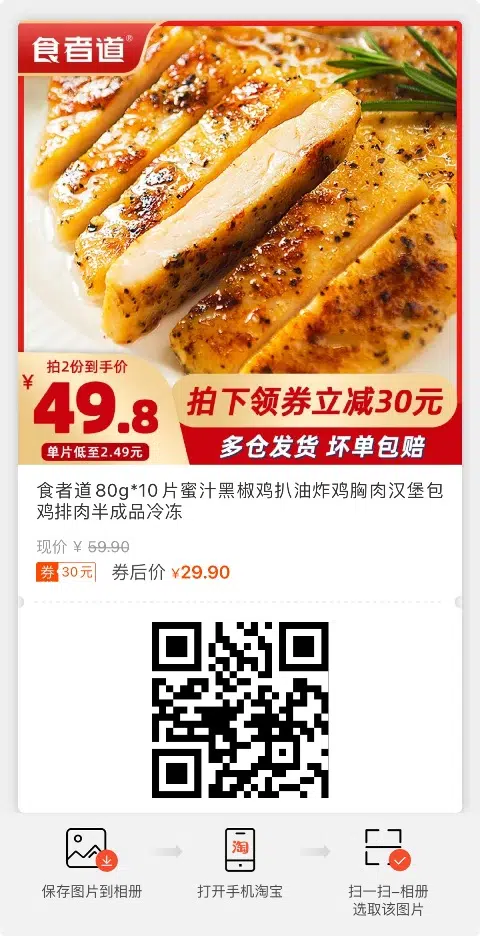 食者道®
拍2份到手价
¥49.8
单片低至2.49元
拍下领券立减30元
多仓发货 坏单包赔
食者道80g*10片蜜汁黑椒鸡扒油炸鸡胸肉汉堡包
鸡排肉半成品冷冻
现价 ¥ 59.90
券 30元 券后价 ¥29.90
淘
保存图片到相册
打开手机淘宝
扫一扫-相册
选取该图片